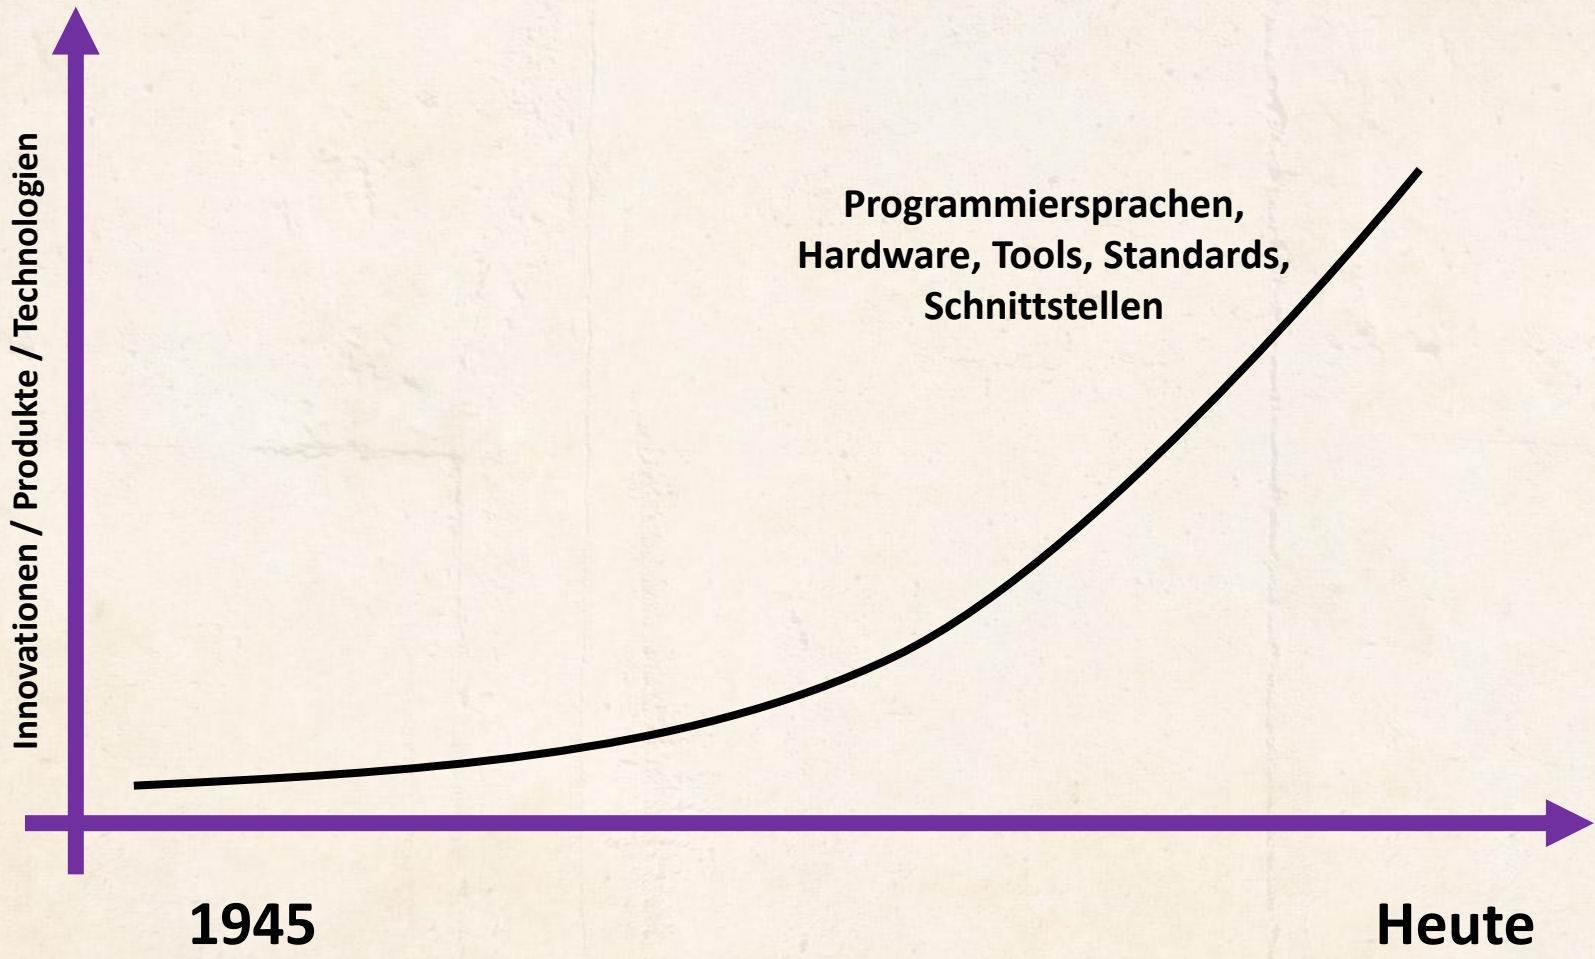 Innovationen / Produkte / Technologien
Programmiersprachen,
Hardware, Tools, Standards,
Schnittstellen
1945
Heute